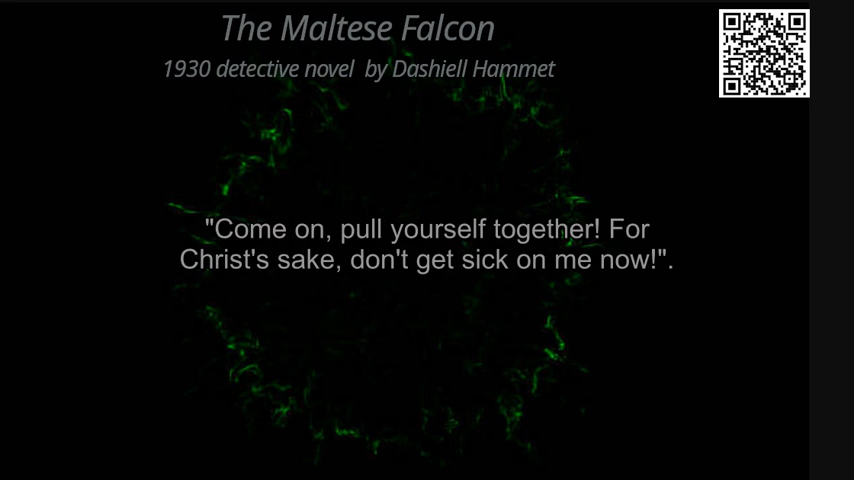 The Maltese Falcon
1930 detective novel by Dashiell Hammet
"Come on, pull yourself together! For
Christ's sake, don't get sick on me now!".